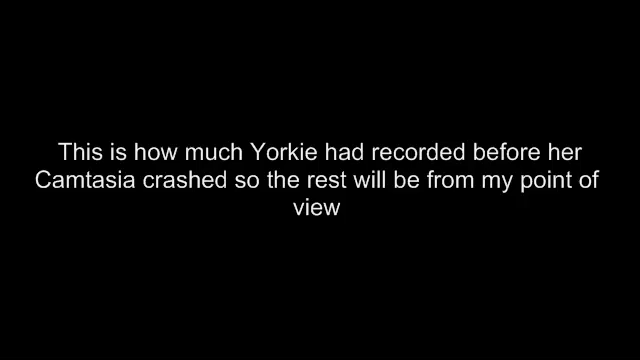 This is how much Yorkie had recorded before her
Camtasia crashed so the rest will be from my point of
view